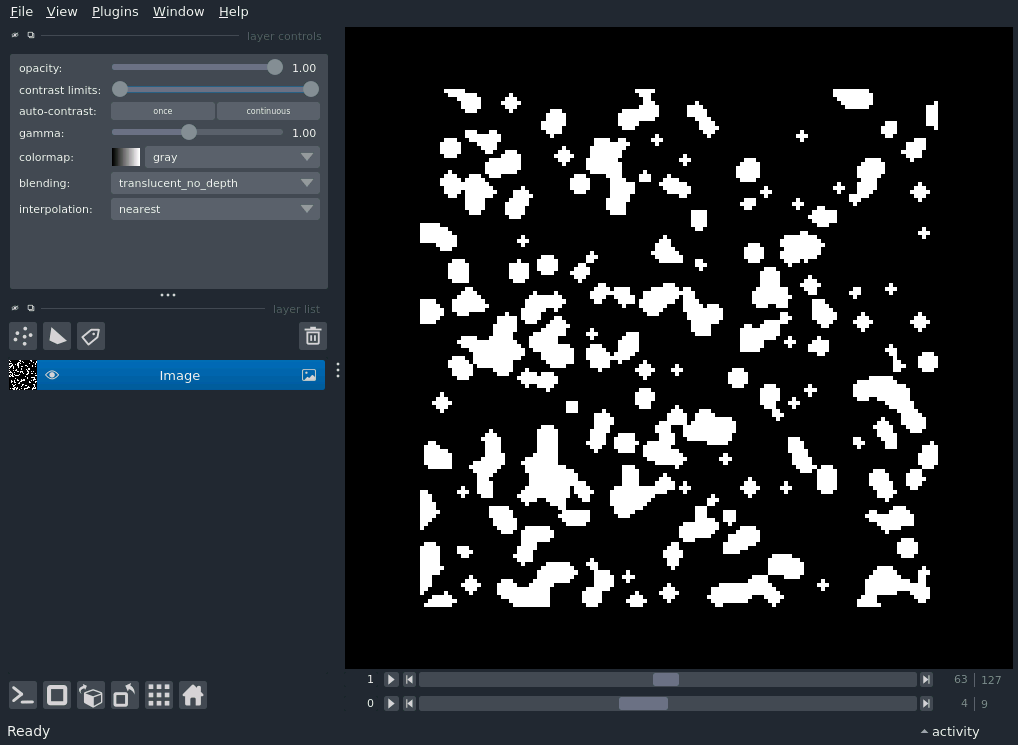 File View Plugins Window Help
layer controls
opacity: 1.00
contrast limits:
auto-contrast: once continuous
gamma: 1.00
colormap: gray
blending: translucent_no_depth
interpolation: nearest
layer list
Image
1 63 127
0 4 9
Ready activity